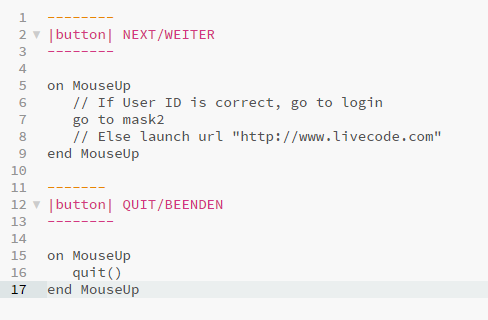 1 --------
2 |button| NEXT/WEITER
3 --------
4
5 on MouseUp
6    // If User ID is correct, go to login
7    go to mask2
8    // Else launch url "http://www.livecode.com"
9 end MouseUp
10
11 -------
12 |button| QUIT/BEENDEN
13 --------
14
15 on MouseUp
16    quit()
17 end MouseUp